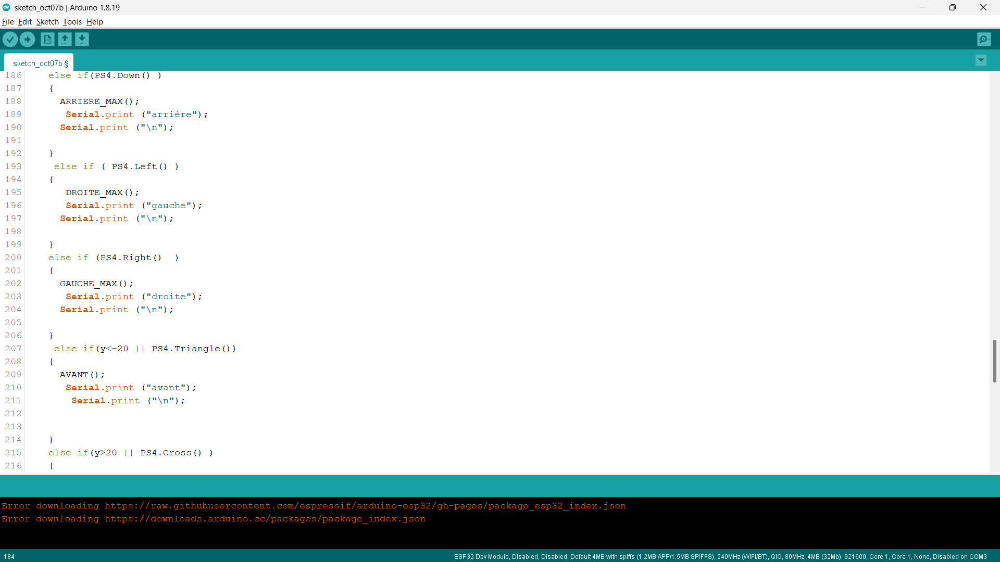 sketch_oct07b | Arduino 1.8.19
File Edit Sketch Tools Help
sketch_oct07b §
186 else if(PS4.Down() )
187 {
188 ARRIERE_MAX();
189 Serial.print ("arrière");
190 Serial.print ("\n");
191
192 }
193 else if ( PS4.Left() )
194 {
195 DROITE_MAX();
196 Serial.print ("gauche");
197 Serial.print ("\n");
198
199 }
200 else if (PS4.Right()  )
201 {
202 GAUCHE_MAX();
203 Serial.print ("droite");
204 Serial.print ("\n");
205
206 }
207 else if(y<-20 || PS4.Triangle())
208 {
209 AVANT();
210 Serial.print ("avant");
211 Serial.print ("\n");
212
213
214 }
215 else if(y>20 || PS4.Cross() )
216 {
Error downloading https://raw.githubusercontent.com/espressif/arduino-esp32/gh-pages/package_esp32_index.json
Error downloading https://downloads.arduino.cc/packages/package_index.json
184 ESP32 Dev Module, Disabled, Disabled, Default 4MB with spiffs (1.2MB APP/1.5MB SPIFFS), 240MHz (WiFi/BT), QIO, 80MHz, 4MB (32Mb), 921600, Core 1, Core 1, None, Disabled on COM3